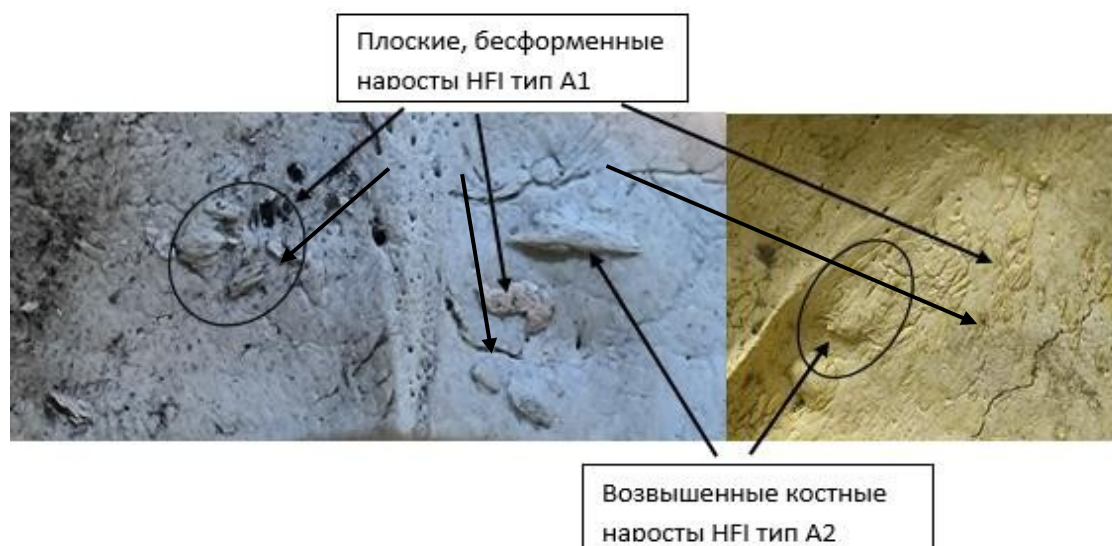 Плоские, бесформенные
наросты HFI тип А1
Возвышенные костные
наросты HFI тип А2